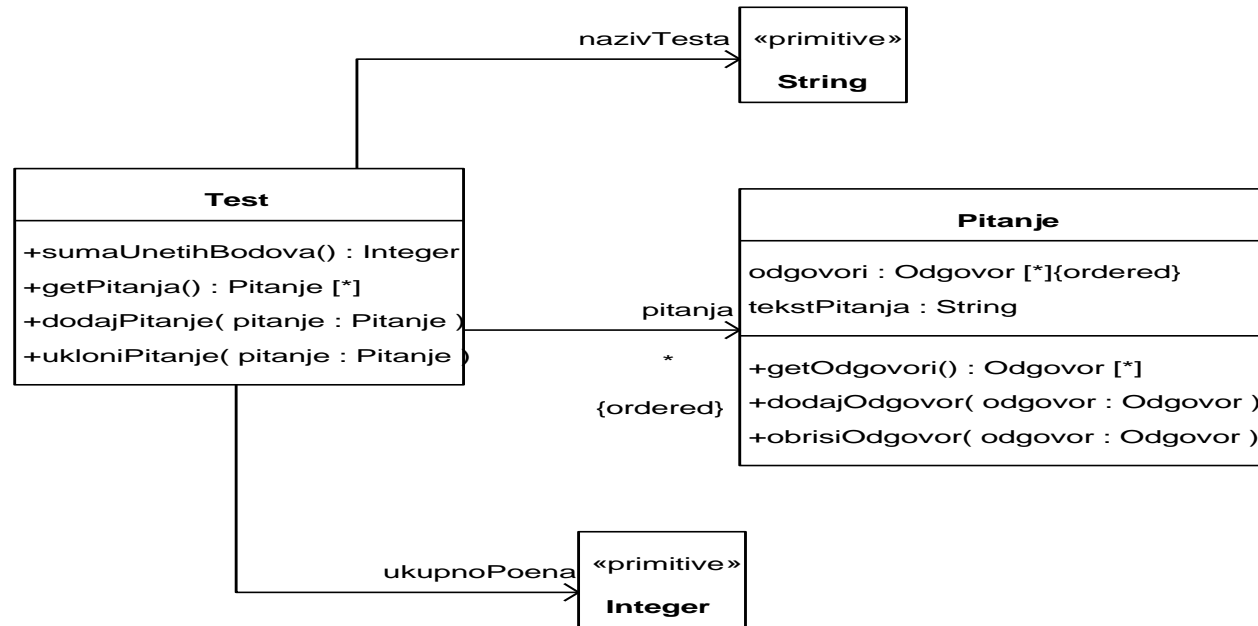 nazivTesta
«primitive»
String
Test
+sumaUnetihBodova() : Integer
+getPitanja() : Pitanje [*]
+dodajPitanje( pitanje : Pitanje )
+ukloniPitanje( pitanje : Pitanje )
pitanja
*
{ordered}
Pitanje
odgovori : Odgovor [*]{ordered}
tekstPitanja : String
+getOdgovori() : Odgovor [*]
+dodajOdgovor( odgovor : Odgovor )
+obrisiOdgovor( odgovor : Odgovor )
ukupnoPoena
«primitive»
Integer